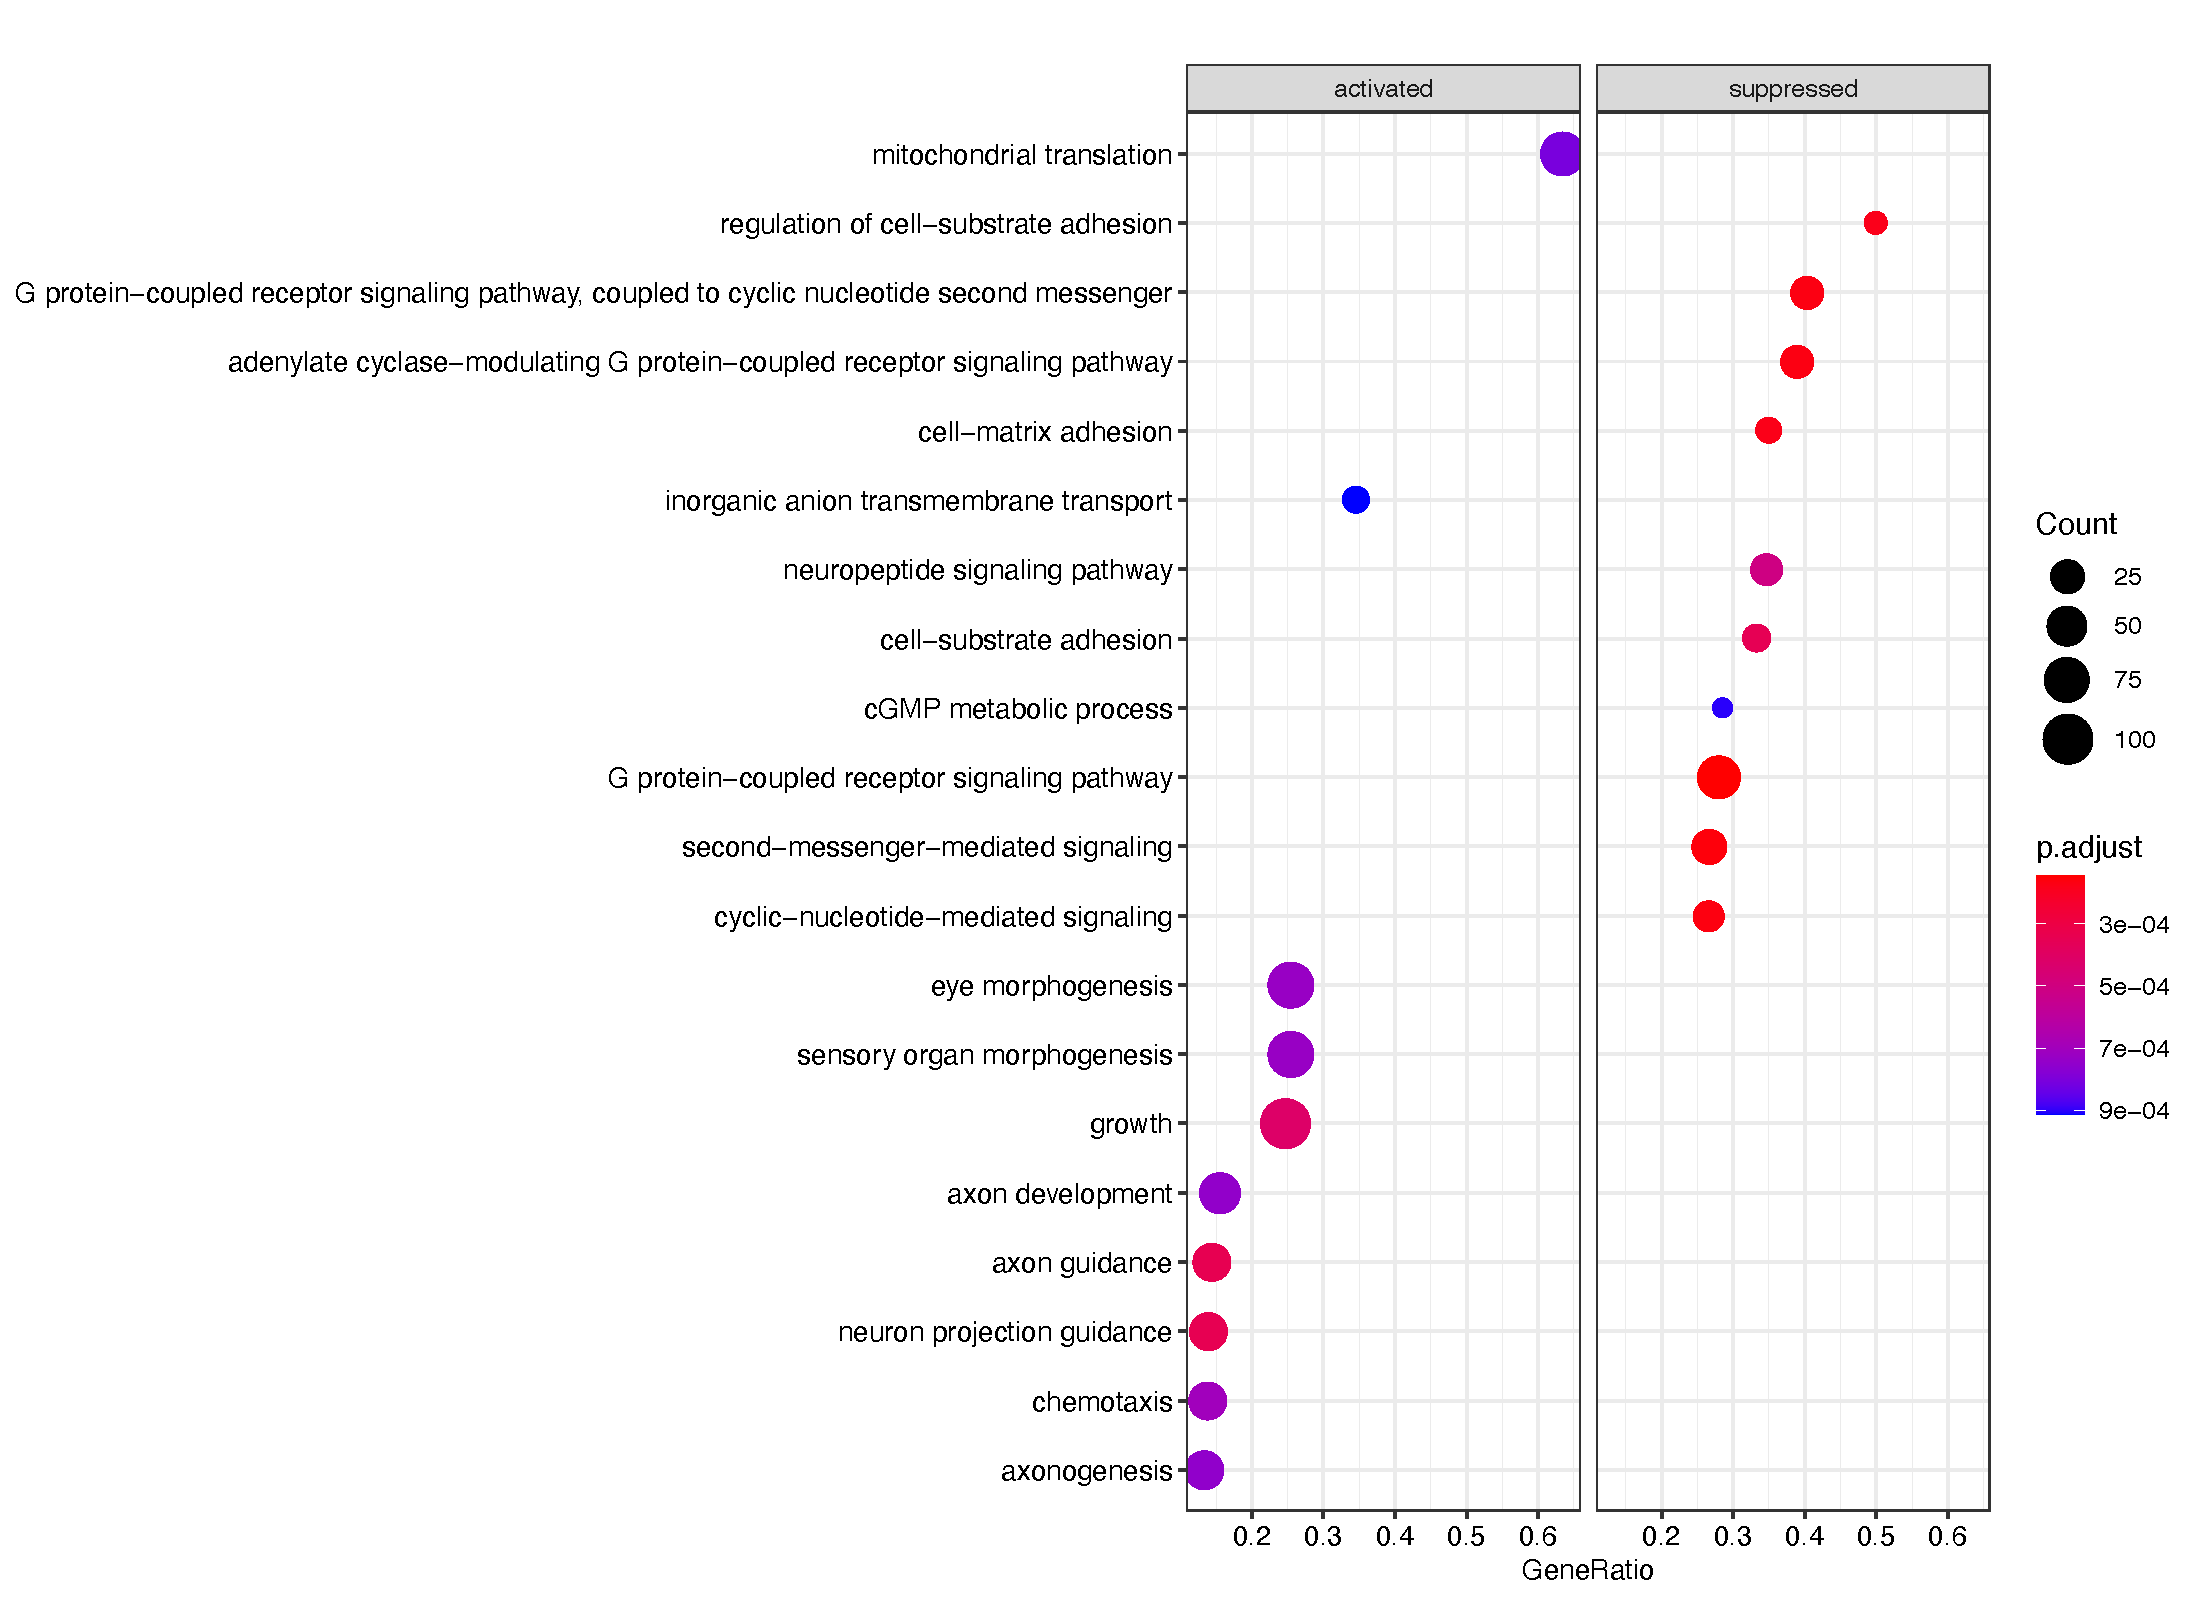 activated
suppressed
mitochondrial translation
regulation of cell−substrate adhesion
G protein−coupled receptor signaling pathway, coupled to cyclic nucleotide second messenger
adenylate cyclase−modulating G protein−coupled receptor signaling pathway
cell−matrix adhesion
inorganic anion transmembrane transport
neuropeptide signaling pathway
cell−substrate adhesion
cGMP metabolic process
G protein−coupled receptor signaling pathway
second−messenger−mediated signaling
cyclic−nucleotide−mediated signaling
eye morphogenesis
sensory organ morphogenesis
growth
axon development
axon guidance
neuron projection guidance
chemotaxis
axonogenesis
0.2 0.3 0.4 0.5 0.6
0.2 0.3 0.4 0.5 0.6
GeneRatio
Count
25
50
75
100
p.adjust
3e−04
5e−04
7e−04
9e−04